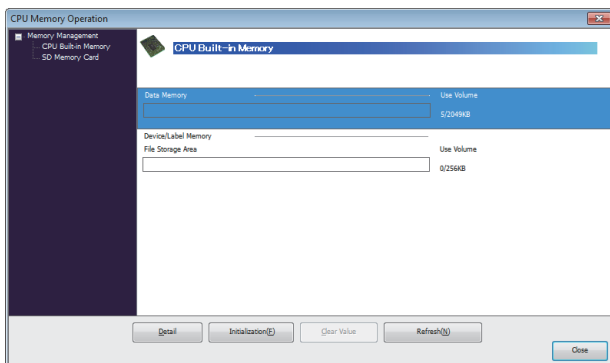 CPU Memory Operation
Memory Management
CPU Built-in Memory
SD Memory Card
CPU Built-in Memory
Data Memory
Use Volume
5/2049KB
Device/Label Memory
File Storage Area
Use Volume
0/256KB
Detail
Initialization(F)
Clear Value
Refresh(N)
Close